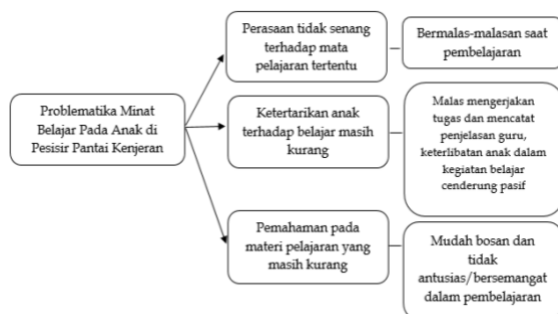 Problematika Minat
Belajar Pada Anak di
Pesisir Pantai Kenjeran
Perasaan tidak senang
terhadap mata
pelajaran tertentu
Bermalas-malasan saat
pembelajaran
Ketertarikan anak
terhadap belajar masih
kurang
Malas mengerjakan
tugas dan mencatat
penjelasan guru,
keterlibatan anak dalam
kegiatan belajar
cenderung pasif
Pemahaman pada
materi pelajaran yang
masih kurang
Mudah bosan dan
tidak
antusias/bersemangat
dalam pembelajaran